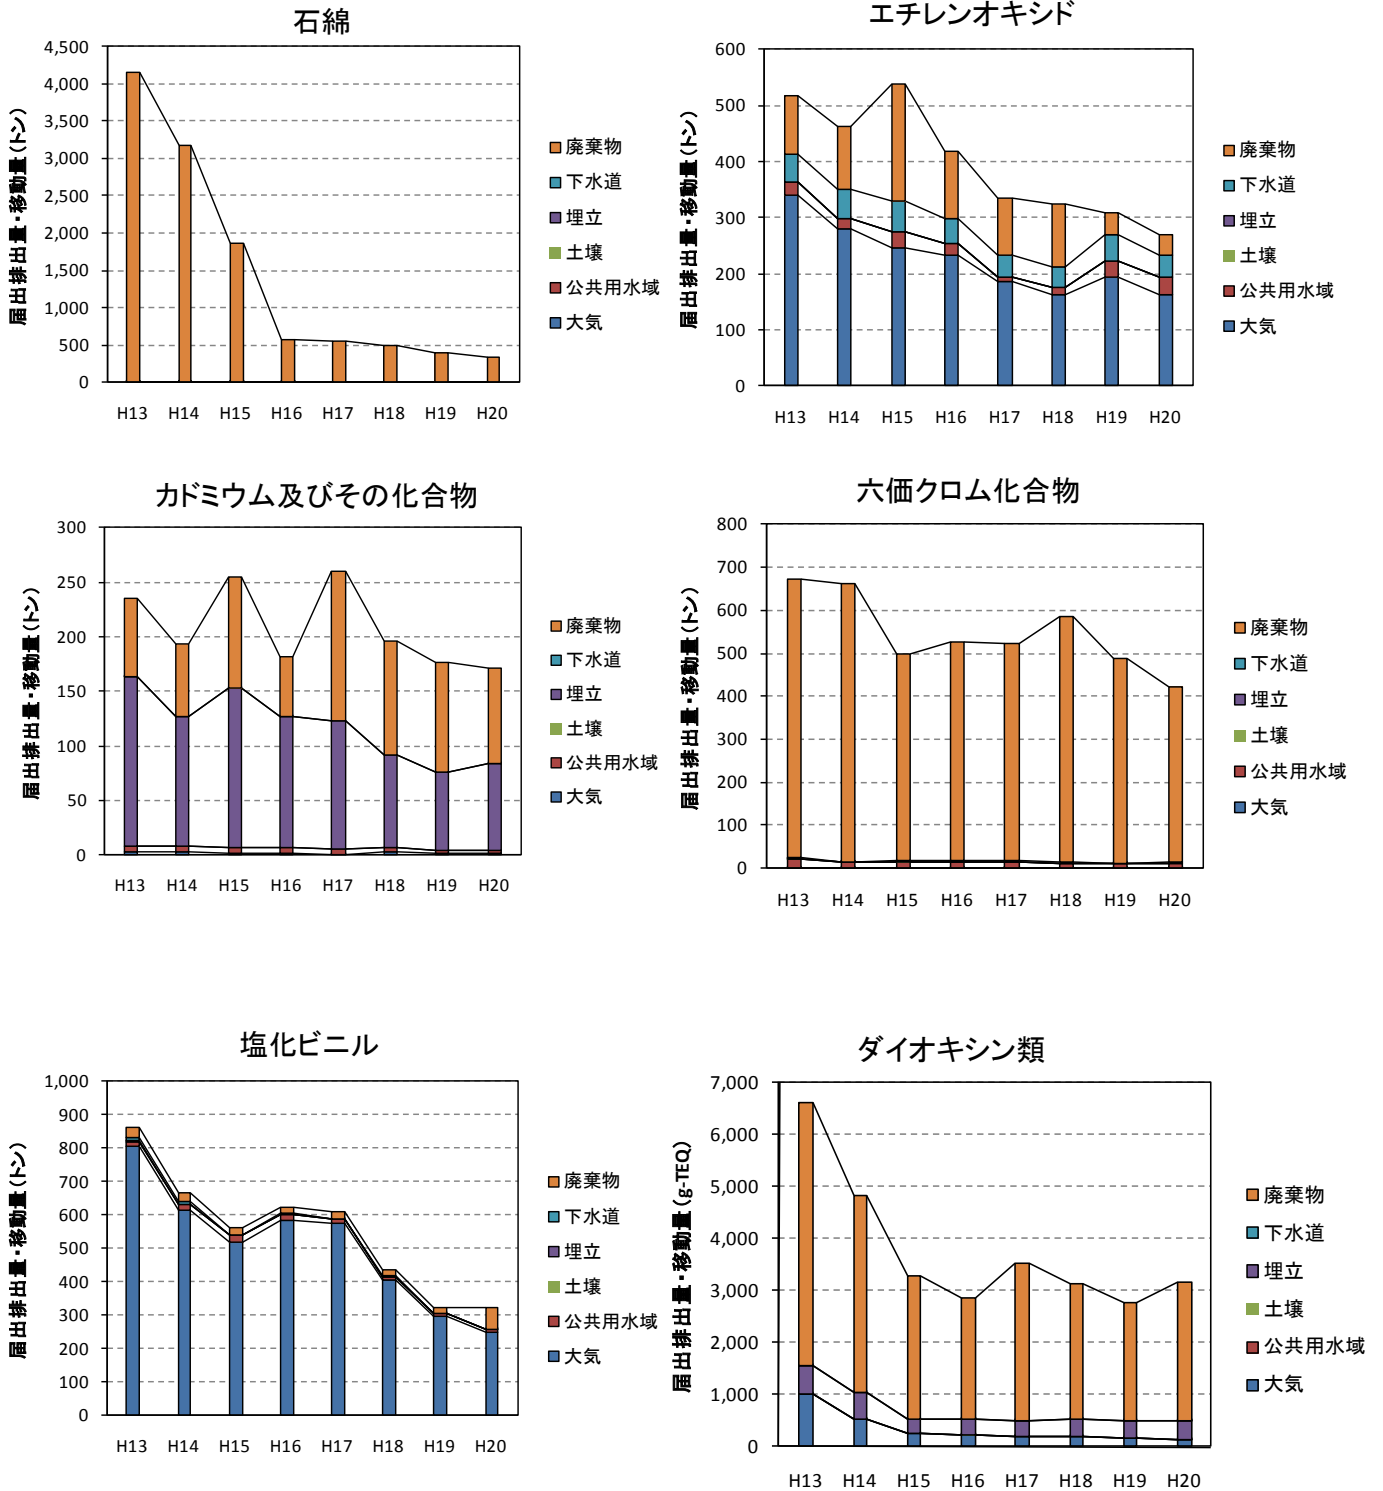 石綿
届出排出量・移動量(トン)
4,500
4,000
3,500
3,000
2,500
2,000
1,500
1,000
500
0
H13 H14 H15 H16 H17 H18 H19 H20
廃棄物
下水道
埋立
土壌
公共用水域
大気
エチレンオキシド
届出排出量・移動量(トン)
600
500
400
300
200
100
0
H13 H14 H15 H16 H17 H18 H19 H20
廃棄物
下水道
埋立
土壌
公共用水域
大気
カドミウム及びその化合物
届出排出量・移動量(トン)
300
250
200
150
100
50
0
H13 H14 H15 H16 H17 H18 H19 H20
廃棄物
下水道
埋立
土壌
公共用水域
大気
六価クロム化合物
届出排出量・移動量(トン)
800
700
600
500
400
300
200
100
0
H13 H14 H15 H16 H17 H18 H19 H20
廃棄物
下水道
埋立
土壌
公共用水域
大気
塩化ビニル
届出排出量・移動量(トン)
1,000
900
800
700
600
500
400
300
200
100
0
H13 H14 H15 H16 H17 H18 H19 H20
廃棄物
下水道
埋立
土壌
公共用水域
大気
ダイオキシン類
届出排出量・移動量(g-TEQ)
7,000
6,000
5,000
4,000
3,000
2,000
1,000
0
H13 H14 H15 H16 H17 H18 H19 H20
廃棄物
下水道
埋立
土壌
公共用水域
大気